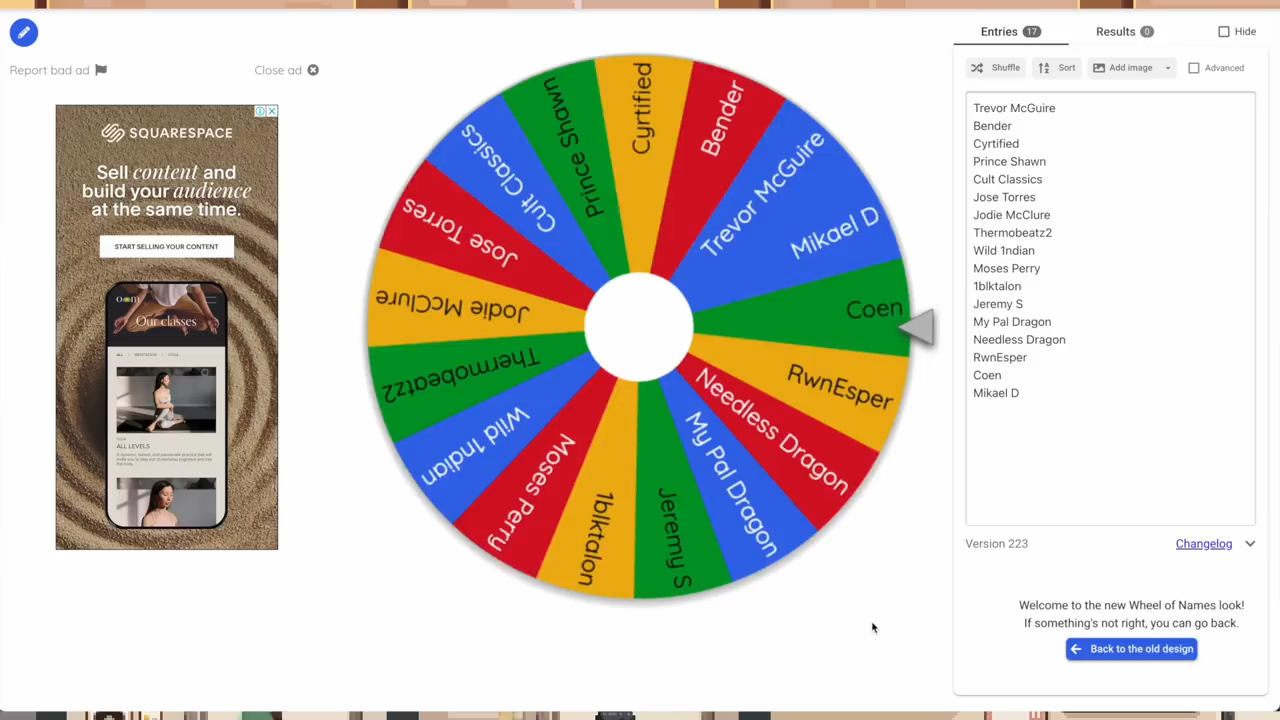 Report bad ad
Close ad
SQUARESPACE
Sell content and
build your audience
at the same time.
START SELLING YOUR CONTENT
Our classes
ALL LEVELS
Cyrtified
Bender
Trevor McGuire
Mikael D
Coen
RwnEsper
Needless Dragon
My Pal Dragon
Jeremy S
1blktalon
Moses Perry
Wild 1ndian
Thermobeatz2
Jodie McClure
Jose Torres
Cult Classics
Prince Shawn
Entries 17
Results 0
Hide
Shuffle
Sort
Add image
Advanced
Trevor McGuire
Bender
Cyrtified
Prince Shawn
Cult Classics
Jose Torres
Jodie McClure
Thermobeatz2
Wild 1ndian
Moses Perry
1blktalon
Jeremy S
My Pal Dragon
Needless Dragon
RwnEsper
Coen
Mikael D
Version 223
Changelog
Welcome to the new Wheel of Names look!
If something's not right, you can go back.
Back to the old design